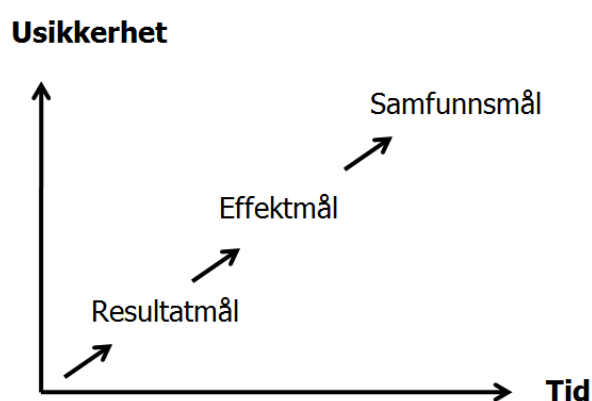 Usikkerhet
Samfunnsmål
Effektmål
Resultatmål
Tid